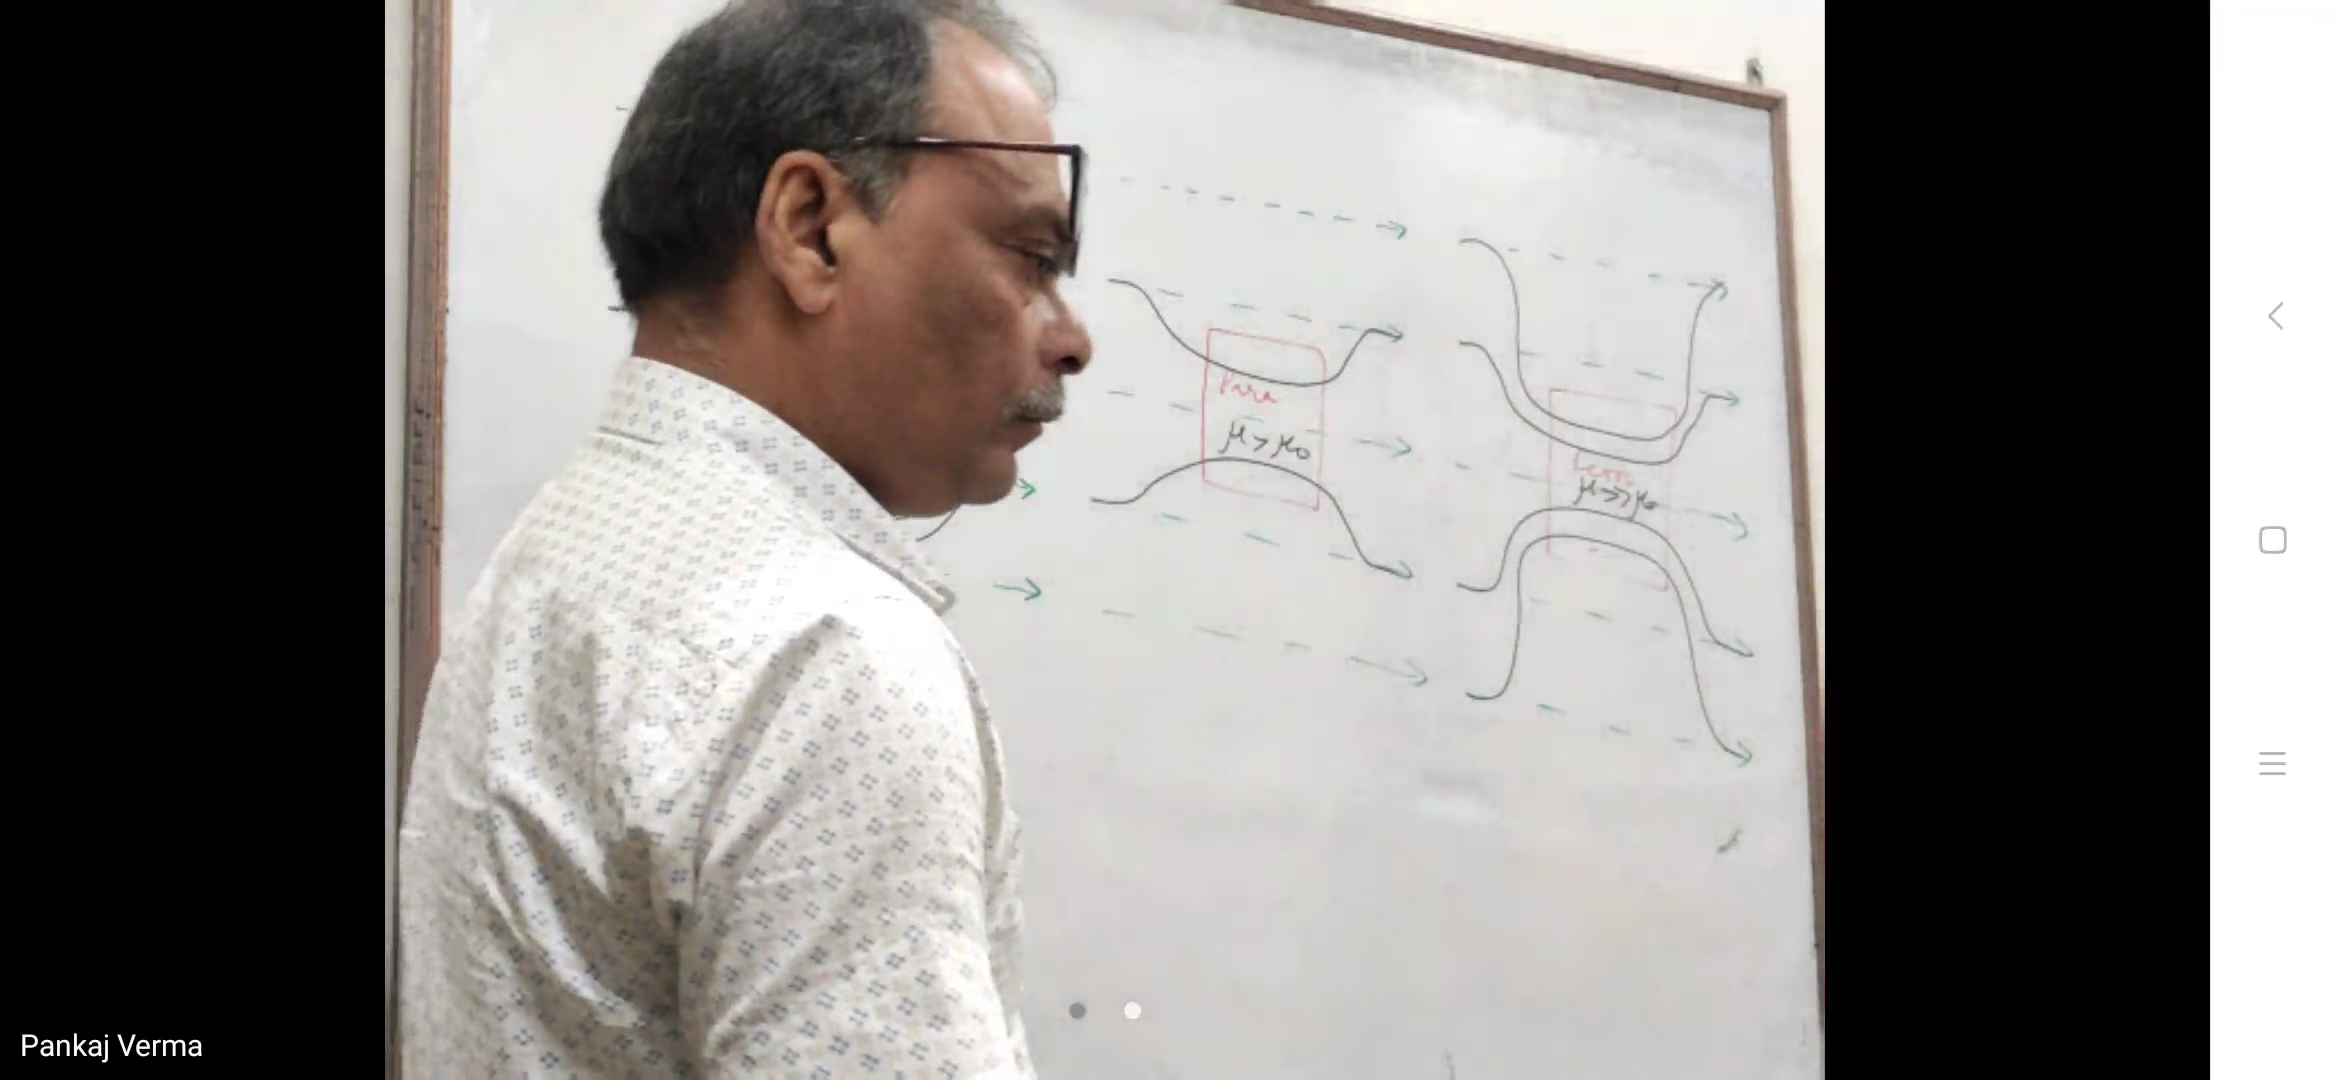 Para
μ > μ₀
ferro
μ >> μ₀
Pankaj Verma